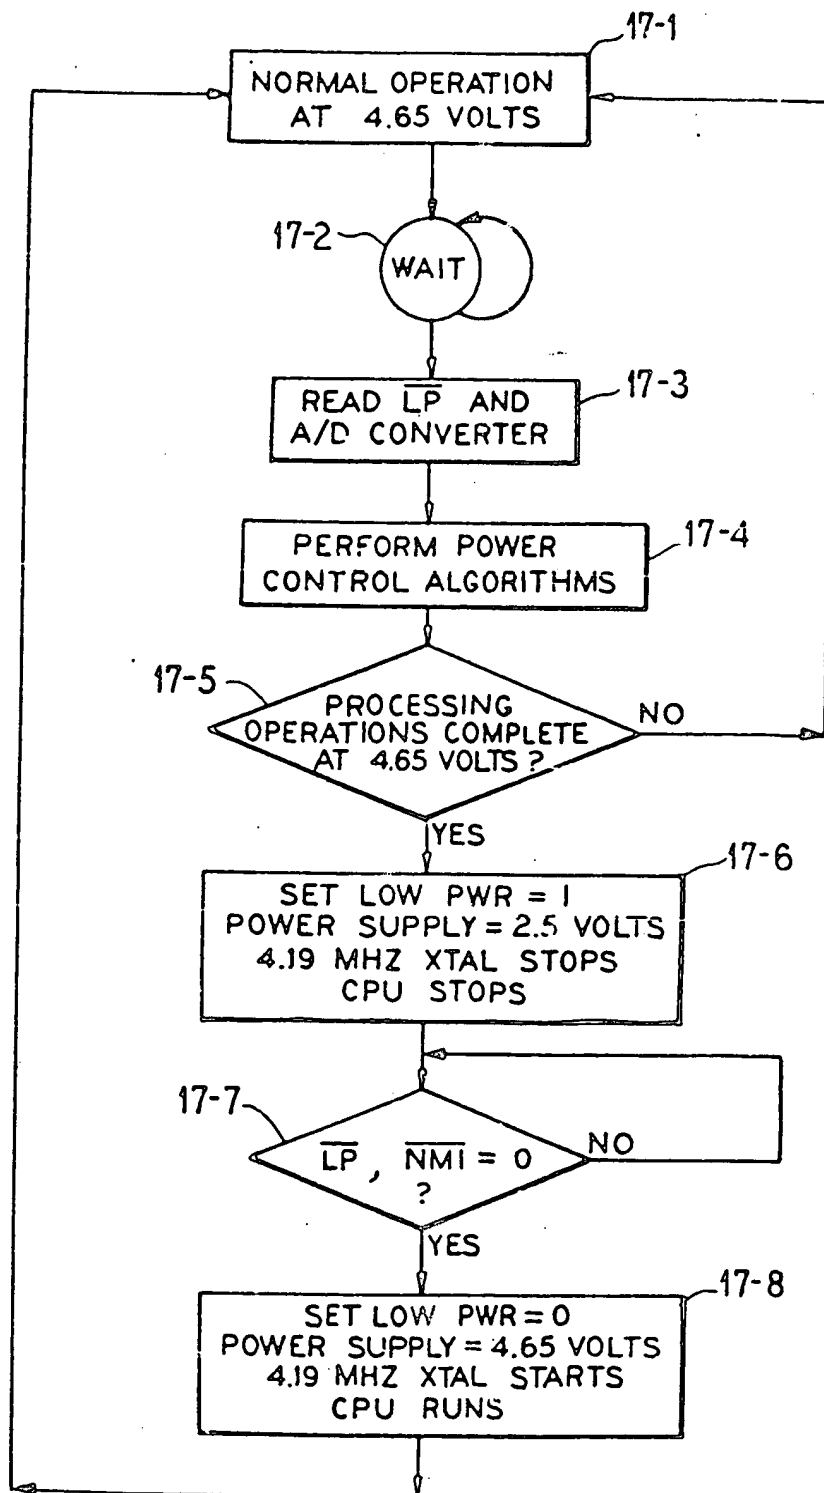 17-1
NORMAL OPERATION
AT 4.65 VOLTS
17-2
WAIT
17-3
READ L̅P̅ AND
A/D CONVERTER
17-4
PERFORM POWER
CONTROL ALGORITHMS
17-5
PROCESSING
OPERATIONS COMPLETE
AT 4.65 VOLTS?
NO
YES
17-6
SET LOW PWR = 1
POWER SUPPLY = 2.5 VOLTS
4.19 MHZ XTAL STOPS
CPU STOPS
17-7
L̅P̅, N̅M̅I̅ = 0
?
NO
YES
17-8
SET LOW PWR = 0
POWER SUPPLY = 4.65 VOLTS
4.19 MHZ XTAL STARTS
CPU RUNS